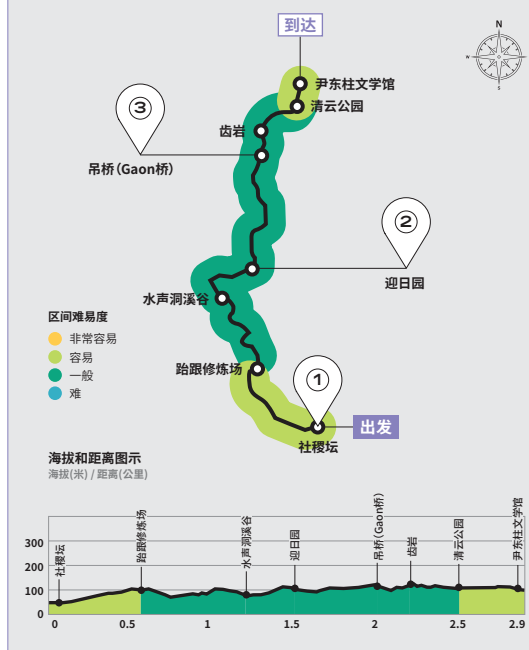 到达
N
W
E
S
尹东柱文学馆
清云公园
③
齿岩
吊桥(Gaon桥)
②
迎日园
水声洞溪谷
区间难易度
非常容易
容易
一般
难
跆跟修炼场
①
出发
社稷坛
海拔和距离图示
海拔(米) / 距离(公里)
社稷坛
跆跟修炼场
水声洞溪谷
迎日园
吊桥(Gaon桥)
齿岩
清云公园
尹东柱文学馆
300
200
100
0
0 0.5 1 1.5 2 2.5 2.9